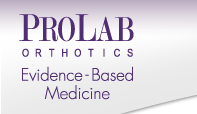 PROLAB
ORTHOTICS
Evidence-Based
Medicine